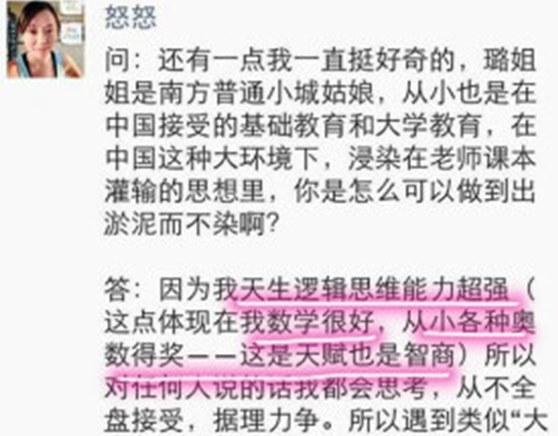 怒怒
问：还有一点我一直挺好奇的，璐姐
姐是南方普通小城姑娘，从小也是在
中国接受的基础教育和大学教育，在
中国这种大环境下，浸染在老师课本
灌输的思想里，你是怎么可以做到出
淤泥而不染啊？
答：因为我天生逻辑思维能力超强（
这点体现在我数学很好，从小各种奥
数得奖——这是天赋也是智商）所以
对任何人说的话我都会思考，从不全
盘接受，据理力争。所以遇到类似“大